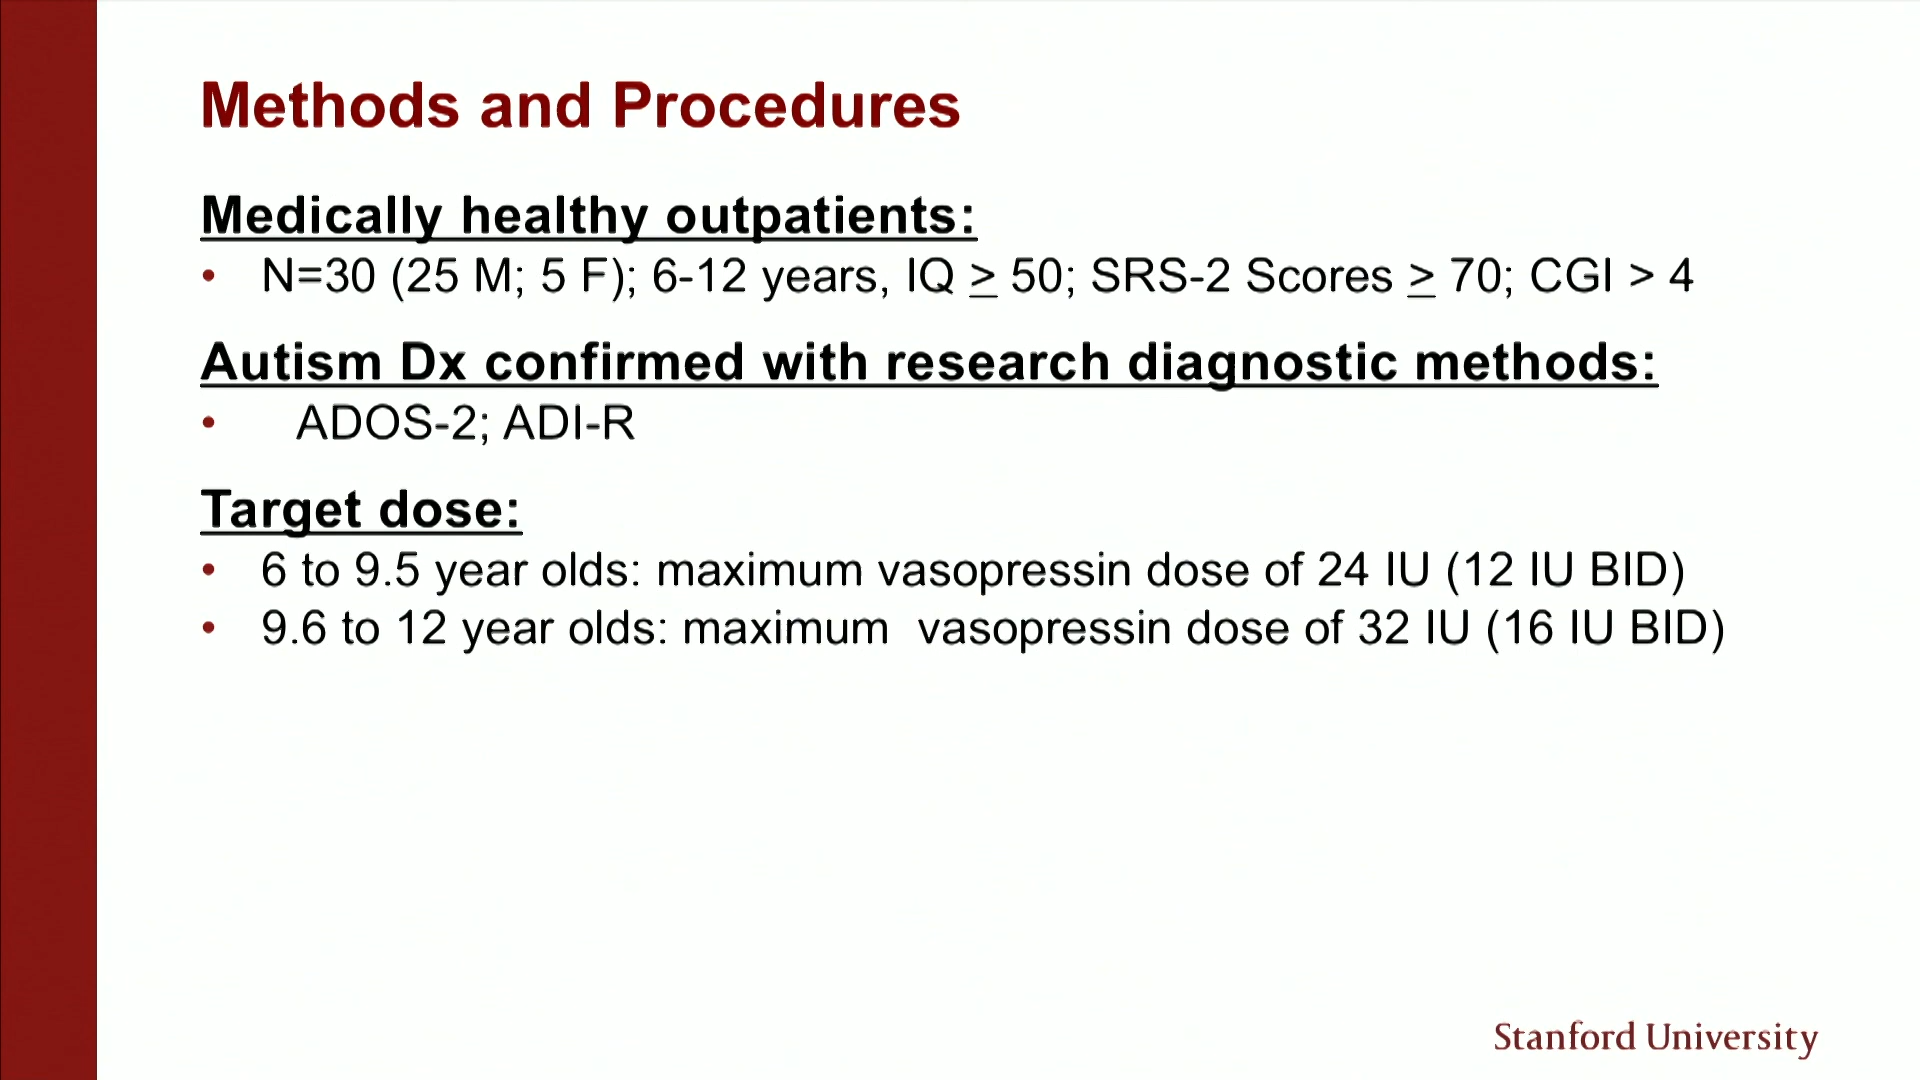 Methods and Procedures
Medically healthy outpatients:
• N=30 (25 M; 5 F); 6-12 years, IQ ≥ 50; SRS-2 Scores ≥ 70; CGI > 4
Autism Dx confirmed with research diagnostic methods:
• ADOS-2; ADI-R
Target dose:
• 6 to 9.5 year olds: maximum vasopressin dose of 24 IU (12 IU BID)
• 9.6 to 12 year olds: maximum  vasopressin dose of 32 IU (16 IU BID)
Stanford University